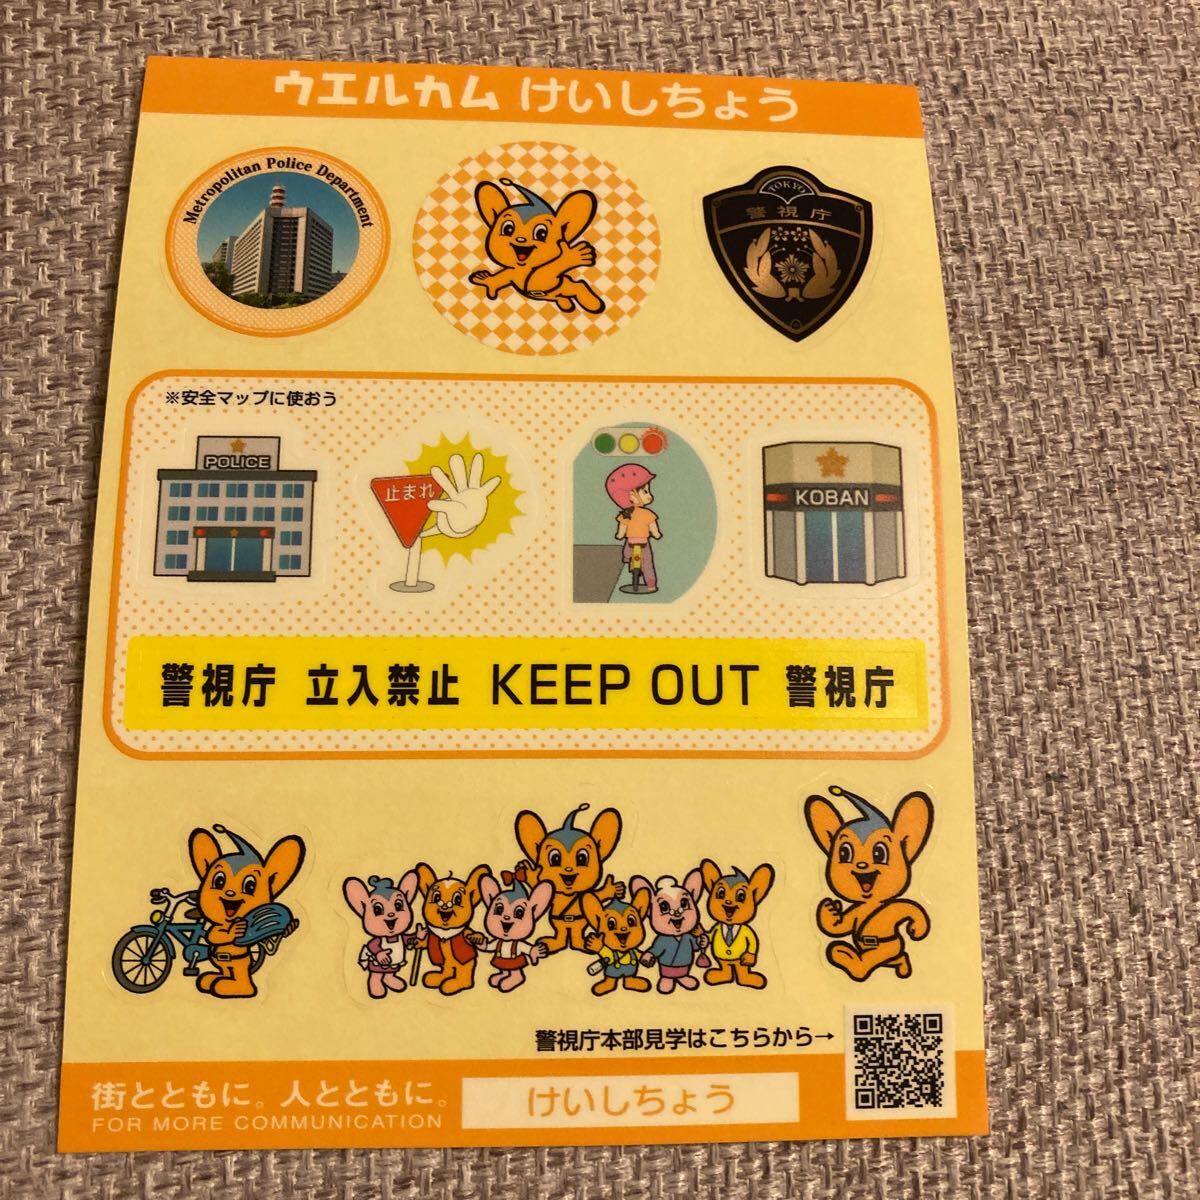 ウエルカム けいしちょう
Metropolitan Police Department
TOKYO
警視庁
※安全マップに使おう
POLICE
止まれ
KOBAN
警視庁 立入禁止 KEEP OUT 警視庁
警視庁本部見学はこちらから→
街とともに。人とともに。
FOR MORE COMMUNICATION
けいしちょう